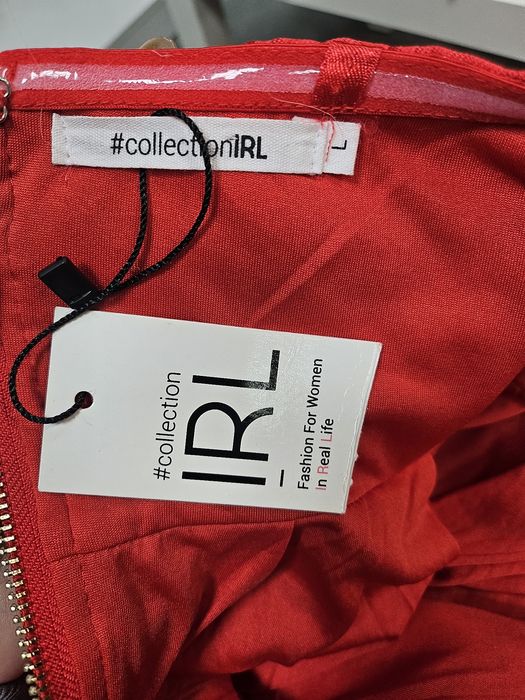 #collectionIRL
L
#collection
IRL
Fashion For Women
In Real Life